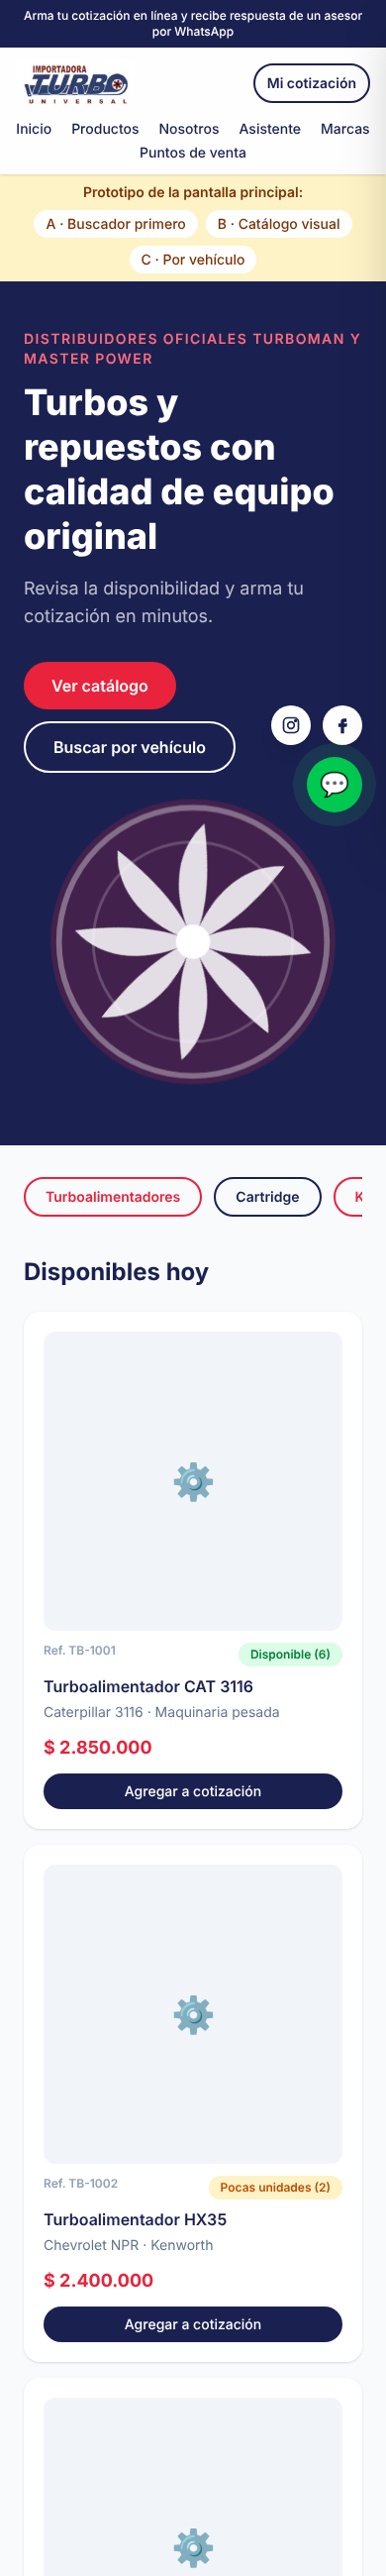 Arma tu cotización en línea y recibe respuesta de un asesor
por WhatsApp
IMPORTADORA
TURBO
UNIVERSAL
Mi cotización
Inicio Productos Nosotros Asistente Marcas
Puntos de venta
Prototipo de la pantalla principal:
A · Buscador primero B · Catálogo visual
C · Por vehículo
DISTRIBUIDORES OFICIALES TURBOMAN Y
MASTER POWER
Turbos y
repuestos con
calidad de equipo
original
Revisa la disponibilidad y arma tu
cotización en minutos.
Ver catálogo
Buscar por vehículo
Turboalimentadores Cartridge K
Disponibles hoy
Ref. TB-1001 Disponible (6)
Turboalimentador CAT 3116
Caterpillar 3116 · Maquinaria pesada
$ 2.850.000
Agregar a cotización
Ref. TB-1002 Pocas unidades (2)
Turboalimentador HX35
Chevrolet NPR · Kenworth
$ 2.400.000
Agregar a cotización